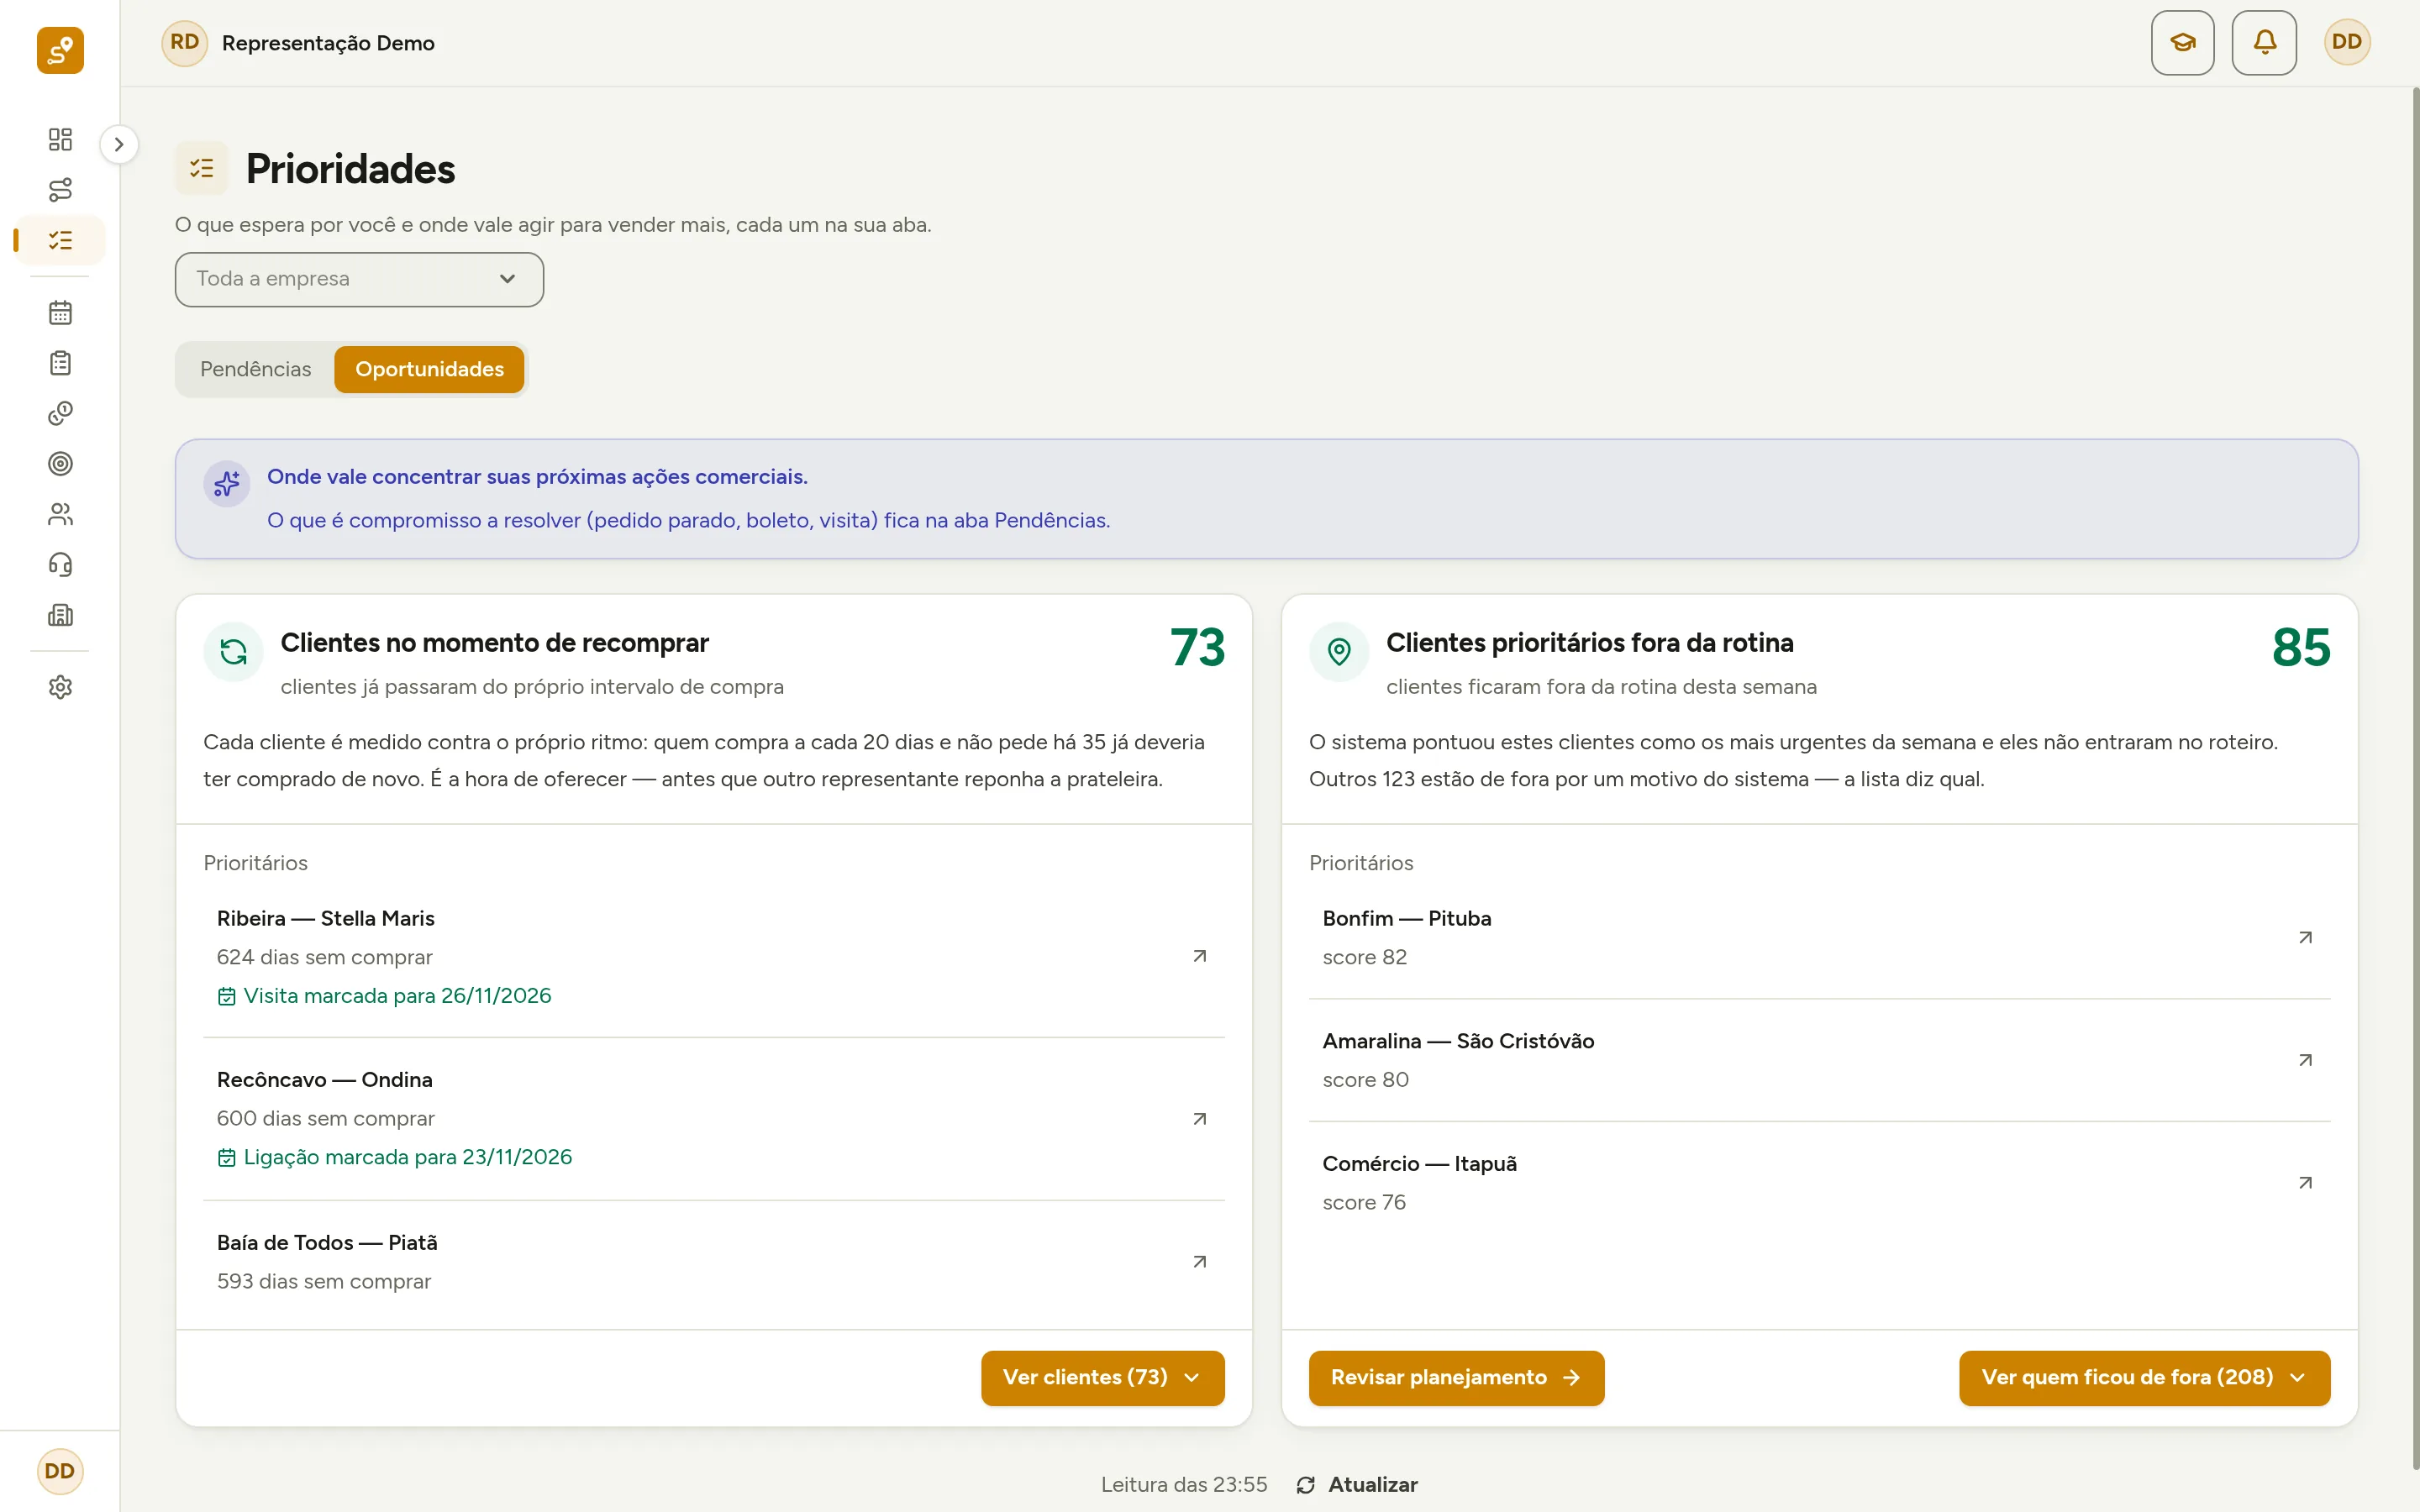 RD Representação Demo
DD
Prioridades
O que espera por você e onde vale agir para vender mais, cada um na sua aba.
Toda a empresa
Pendências
Oportunidades
Onde vale concentrar suas próximas ações comerciais.
O que é compromisso a resolver (pedido parado, boleto, visita) fica na aba Pendências.
Clientes no momento de recomprar
73
clientes já passaram do próprio intervalo de compra
Cada cliente é medido contra o próprio ritmo: quem compra a cada 20 dias e não pede há 35 já deveria
ter comprado de novo. É a hora de oferecer — antes que outro representante reponha a prateleira.
Prioritários
Ribeira — Stella Maris
624 dias sem comprar
Visita marcada para 26/11/2026
Recôncavo — Ondina
600 dias sem comprar
Ligação marcada para 23/11/2026
Baía de Todos — Piatã
593 dias sem comprar
Ver clientes (73)
Clientes prioritários fora da rotina
85
clientes ficaram fora da rotina desta semana
O sistema pontuou estes clientes como os mais urgentes da semana e eles não entraram no roteiro.
Outros 123 estão de fora por um motivo do sistema — a lista diz qual.
Prioritários
Bonfim — Pituba
score 82
Amaralina — São Cristóvão
score 80
Comércio — Itapuã
score 76
Revisar planejamento
Ver quem ficou de fora (208)
Leitura das 23:55
Atualizar
DD